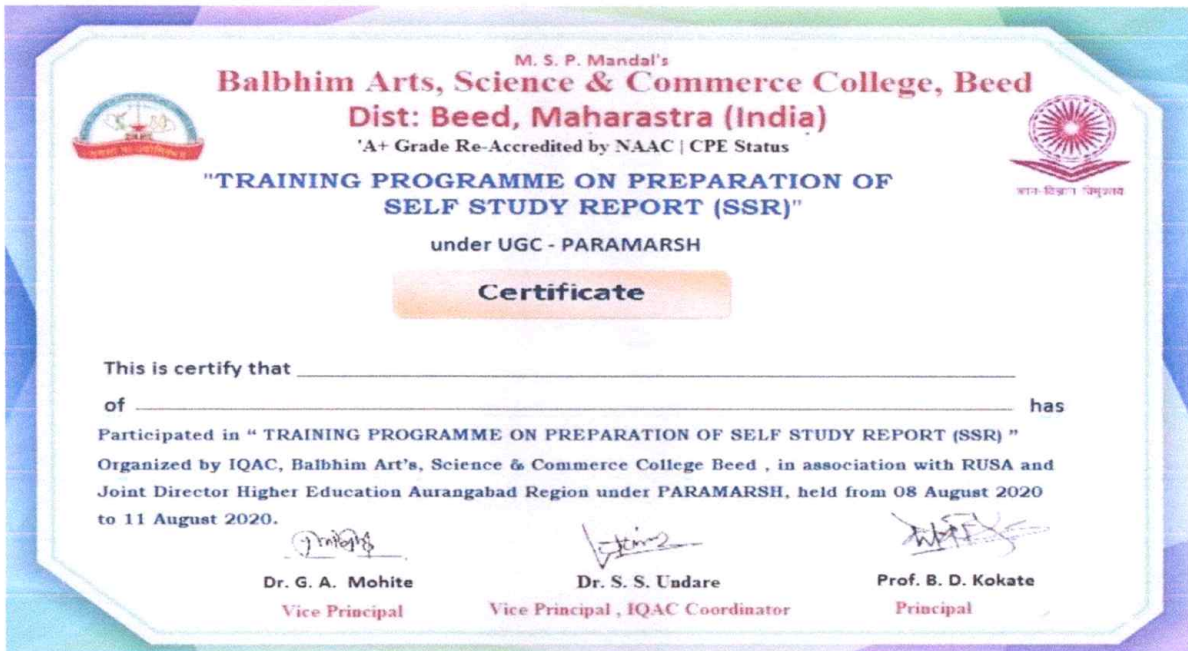 M. S. P. Mandal's
Balbhim Arts, Science & Commerce College, Beed
Dist: Beed, Maharastra (India)
'A+ Grade Re-Accredited by NAAC | CPE Status
"TRAINING PROGRAMME ON PREPARATION OF
SELF STUDY REPORT (SSR)"
under UGC - PARAMARSH
Certificate
This is certify that
of has
Participated in " TRAINING PROGRAMME ON PREPARATION OF SELF STUDY REPORT (SSR) "
Organized by IQAC, Balbhim Art's, Science & Commerce College Beed , in association with RUSA and
Joint Director Higher Education Aurangabad Region under PARAMARSH, held from 08 August 2020
to 11 August 2020.
Dr. G. A. Mohite
Vice Principal
Dr. S. S. Undare
Vice Principal , IQAC Coordinator
Prof. B. D. Kokate
Principal